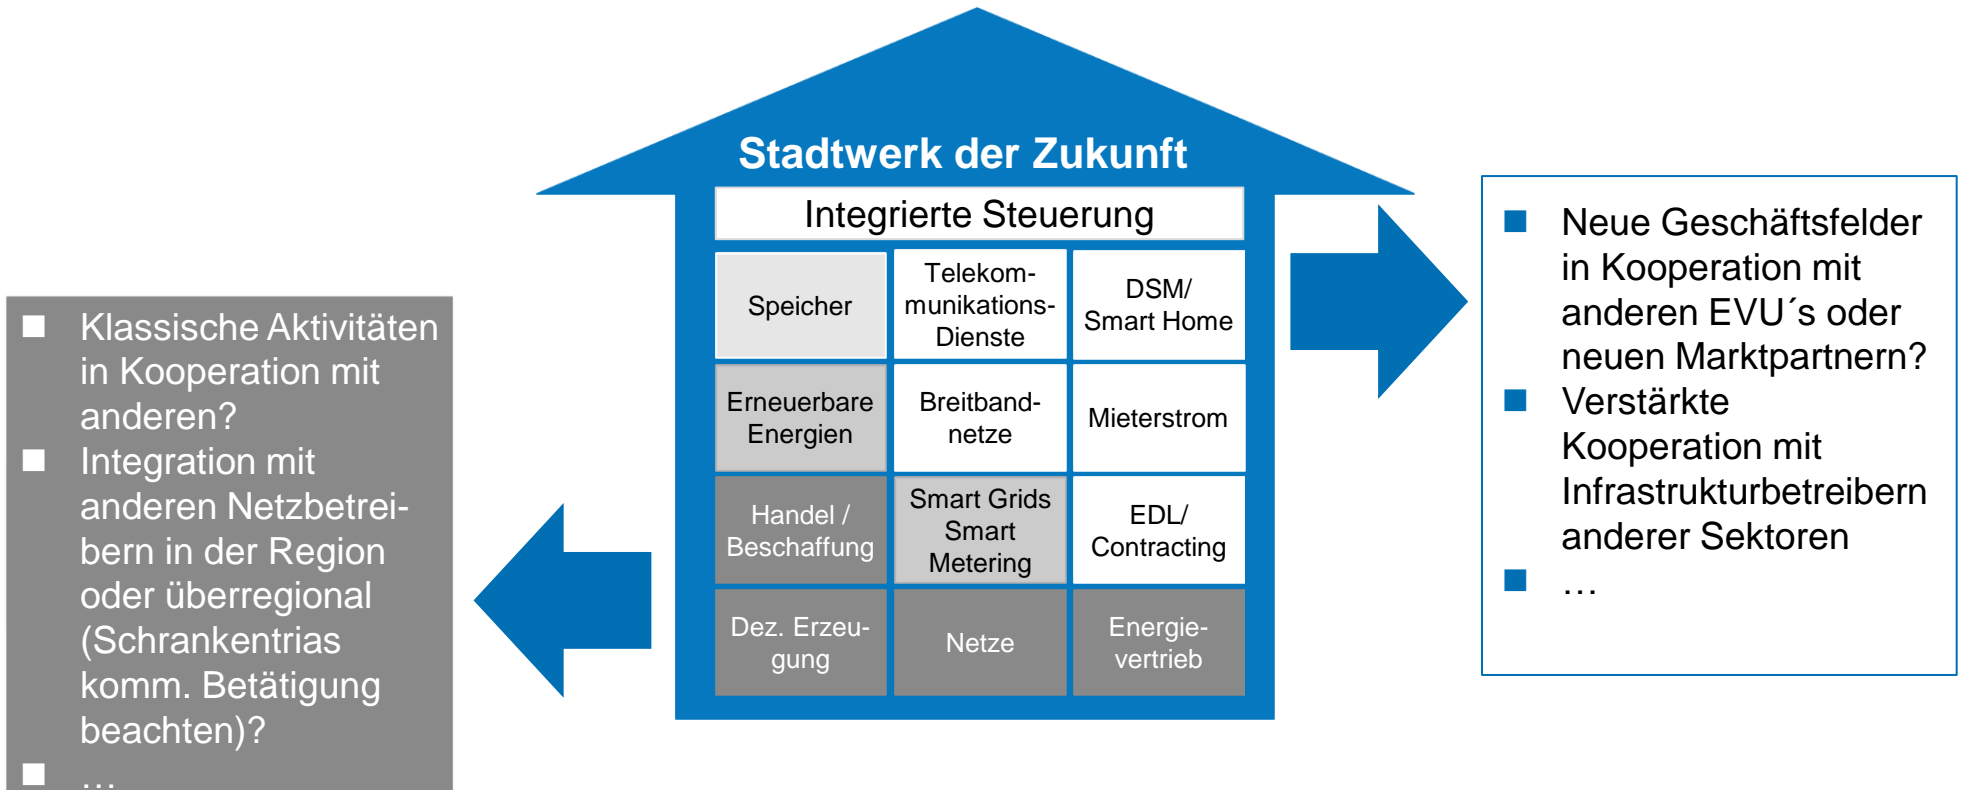 Stadtwerk der Zukunft
Integrierte Steuerung
Speicher
Telekom-
munikations-
Dienste
DSM/
Smart Home
Erneuerbare
Energien
Breitband-
netze
Mieterstrom
Handel /
Beschaffung
Smart Grids
Smart
Metering
EDL/
Contracting
Dez. Erzeu-
gung
Netze
Energie-
vertrieb
Klassische Aktivitäten
in Kooperation mit
anderen?
Integration mit
anderen Netzbetrei-
bern in der Region
oder überregional
(Schrankentrias
komm. Betätigung
beachten)?
…
Neue Geschäftsfelder
in Kooperation mit
anderen EVU´s oder
neuen Marktpartnern?
Verstärkte
Kooperation mit
Infrastrukturbetreibern
anderer Sektoren
…